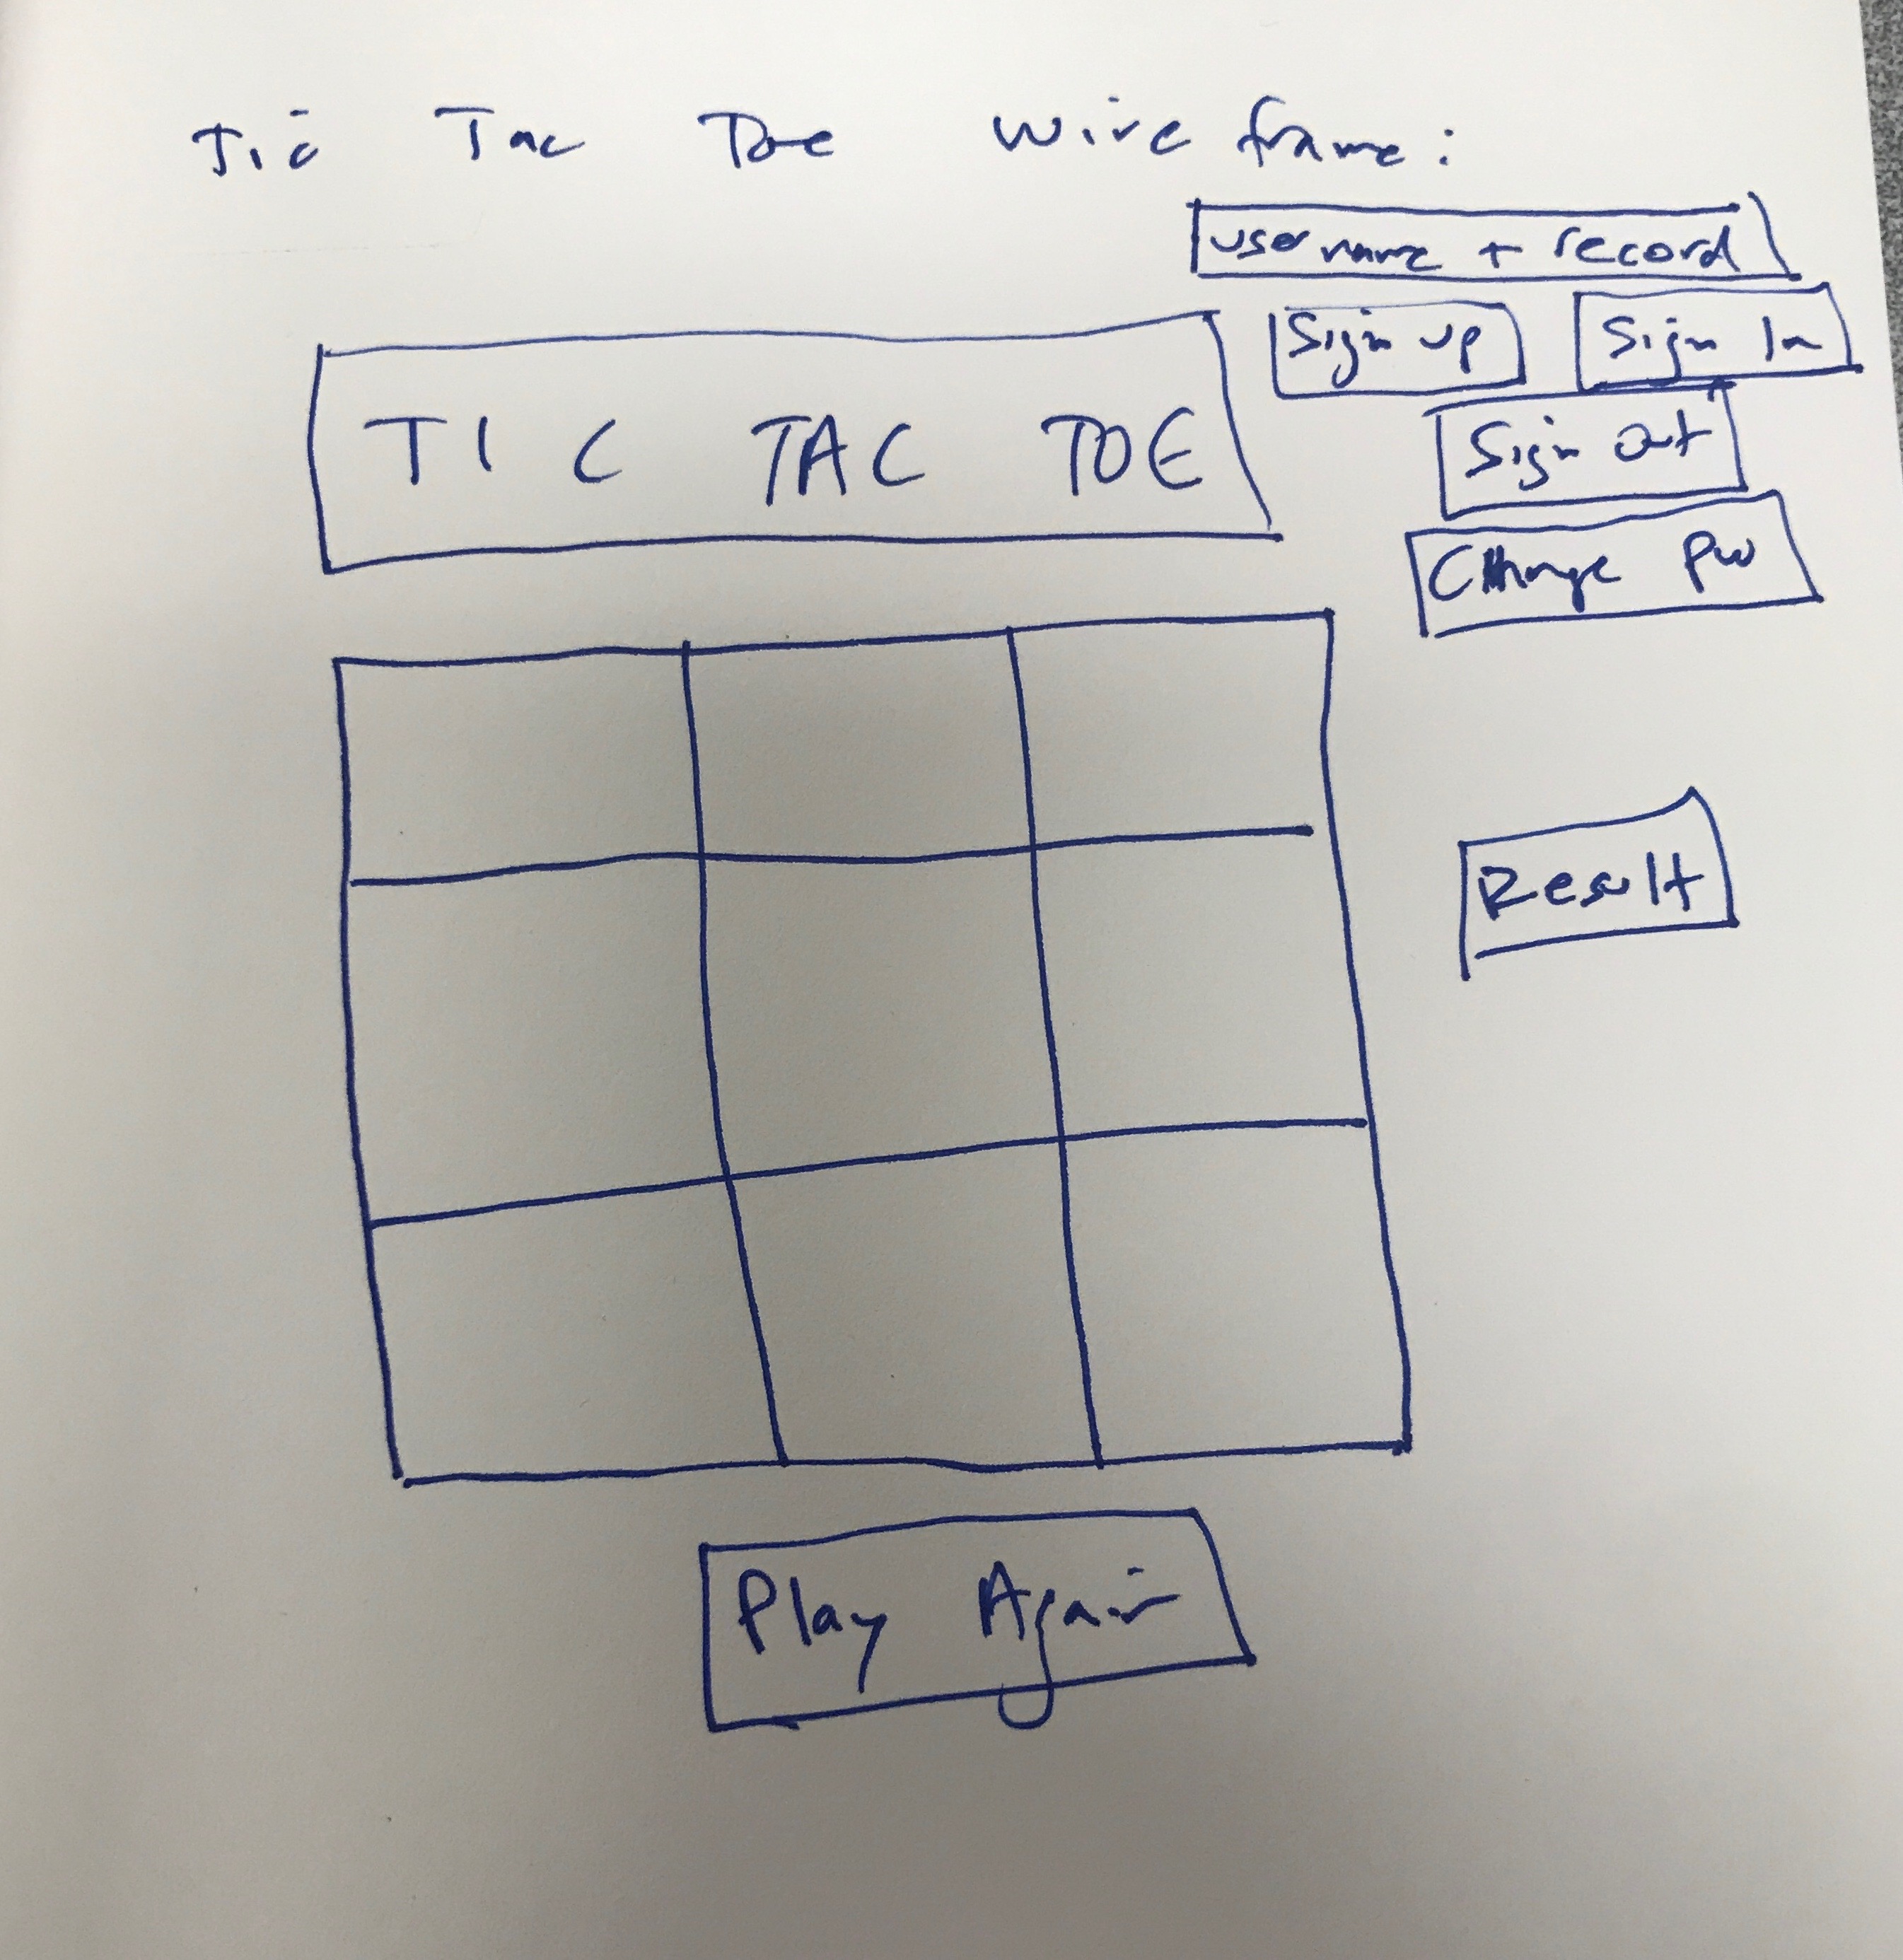 Tic Tac Toe Wire frame:
username + record
Sign up
Sign In
TIC TAC TOE
Sign out
Change PW
Result
Play Again